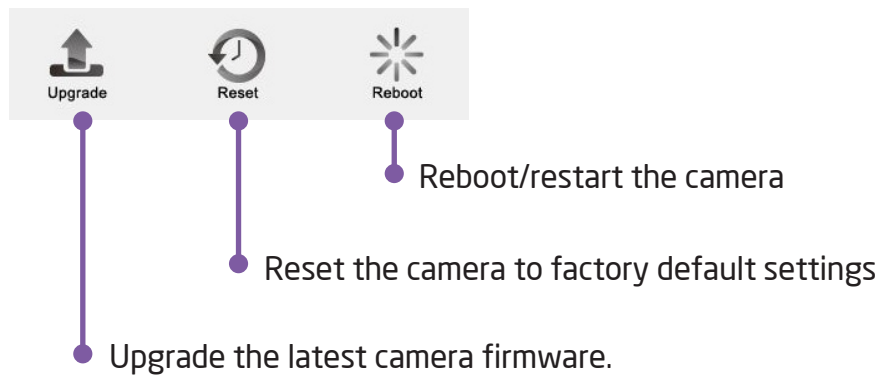 Upgrade Reset Reboot
Reboot/restart the camera
Reset the camera to factory default settings
Upgrade the latest camera firmware.